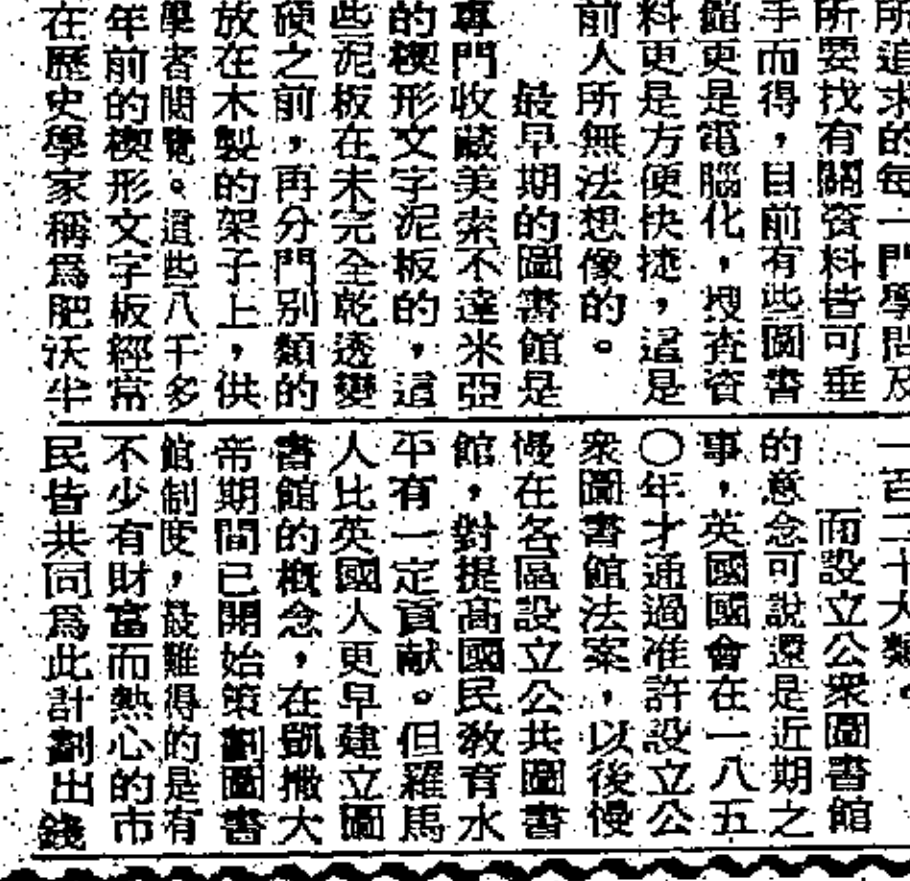 所追求的每一門學問及
所要找有關資料皆可垂
手而得，目前有些圖書
館更是電腦化，搜查資
料更是方便快捷，這是
前人所無法想像的。
最早期的圖書館是
專門收藏美索不達米亞
的楔形文字泥板的，這
些泥板在未完全乾透變
硬之前，再分門別類的
放在木製的架子上，供
學者閱覽。這些八千多
年前的楔形文字板經常
在歷史學家稱爲肥沃半
一百二十大類。
而設立公衆圖書館
的意念可說還是近期之
事，英國國會在一八五
〇年才通過准許設立公
衆圖書館法案，以後慢
慢在各區設立公共圖書
館，對提高國民教育水
平有一定貢献。但羅馬
人比英國人更早建立圖
書館的概念，在凱撒大
帝期間已開始策劃圖書
館制度，最難得的是有
不少有財富而熱心的市
民皆共同爲此計劃出錢